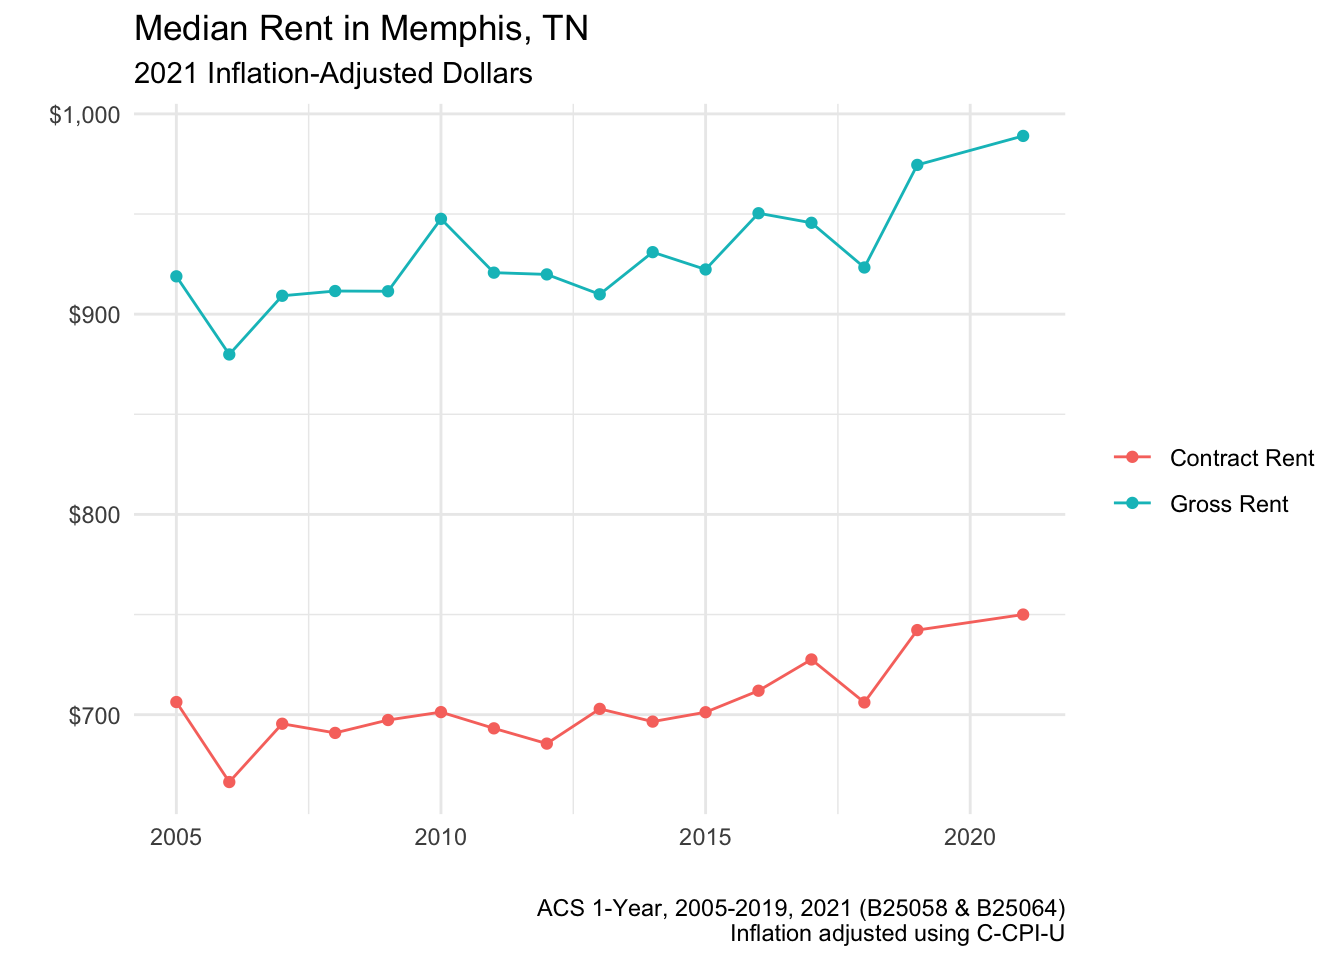 Median Rent in Memphis, TN
2021 Inflation-Adjusted Dollars
$1,000
$900
$800
$700
2005
2010
2015
2020
Contract Rent
Gross Rent
ACS 1-Year, 2005-2019, 2021 (B25058 & B25064)
Inflation adjusted using C-CPI-U